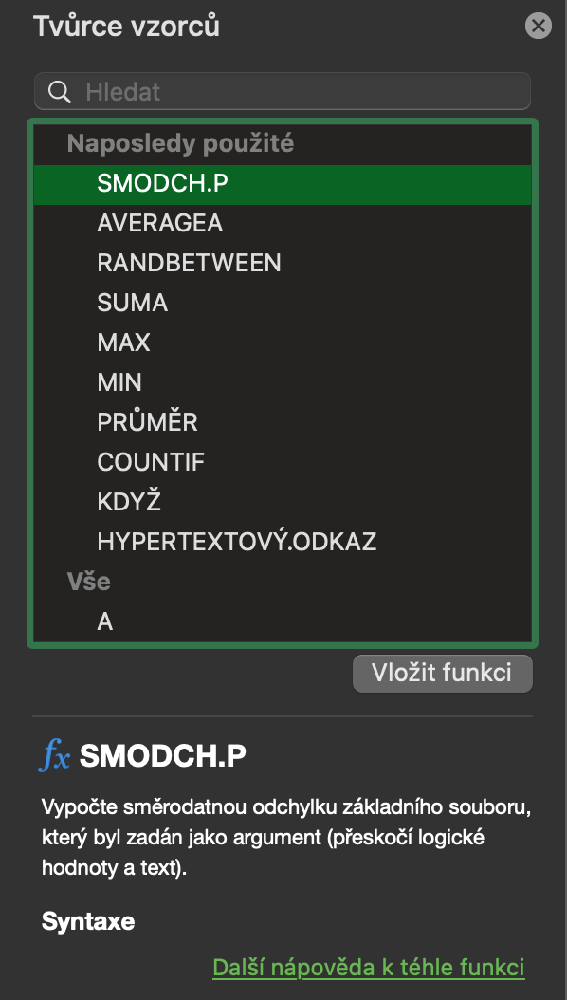 Tvůrce vzorců
Hledat
Naposledy použité
SMODCH.P
AVERAGEA
RANDBETWEEN
SUMA
MAX
MIN
PRŮMĚR
COUNTIF
KDYŽ
HYPERTEXTOVÝ.ODKAZ
Vše
A
Vložit funkci
fx SMODCH.P
Vypočte směrodatnou odchylku základního souboru,
který byl zadán jako argument (přeskočí logické
hodnoty a text).
Syntaxe
Další nápověda k téhle funkci